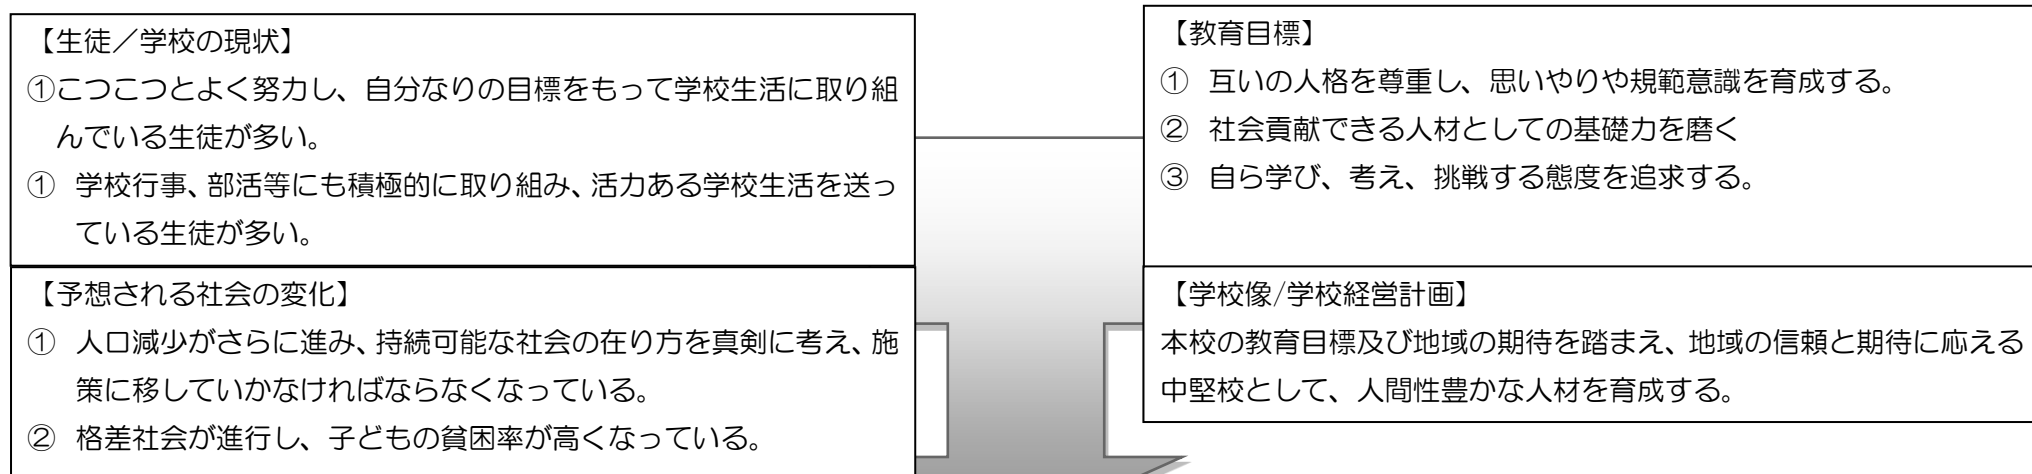 【生徒／学校の現状】
①こつこつとよく努力し、自分なりの目標をもって学校生活に取り組
んでいる生徒が多い。
① 学校行事、部活等にも積極的に取り組み、活力ある学校生活を送っ
ている生徒が多い。
【予想される社会の変化】
① 人口減少がさらに進み、持続可能な社会の在り方を真剣に考え、施
策に移していかなければならなくなっている。
② 格差社会が進行し、子どもの貧困率が高くなっている。
【教育目標】
① 互いの人格を尊重し、思いやりや規範意識を育成する。
② 社会貢献できる人材としての基礎力を磨く
③ 自ら学び、考え、挑戦する態度を追求する。
【学校像/学校経営計画】
本校の教育目標及び地域の期待を踏まえ、地域の信頼と期待に応える
中堅校として、人間性豊かな人材を育成する。